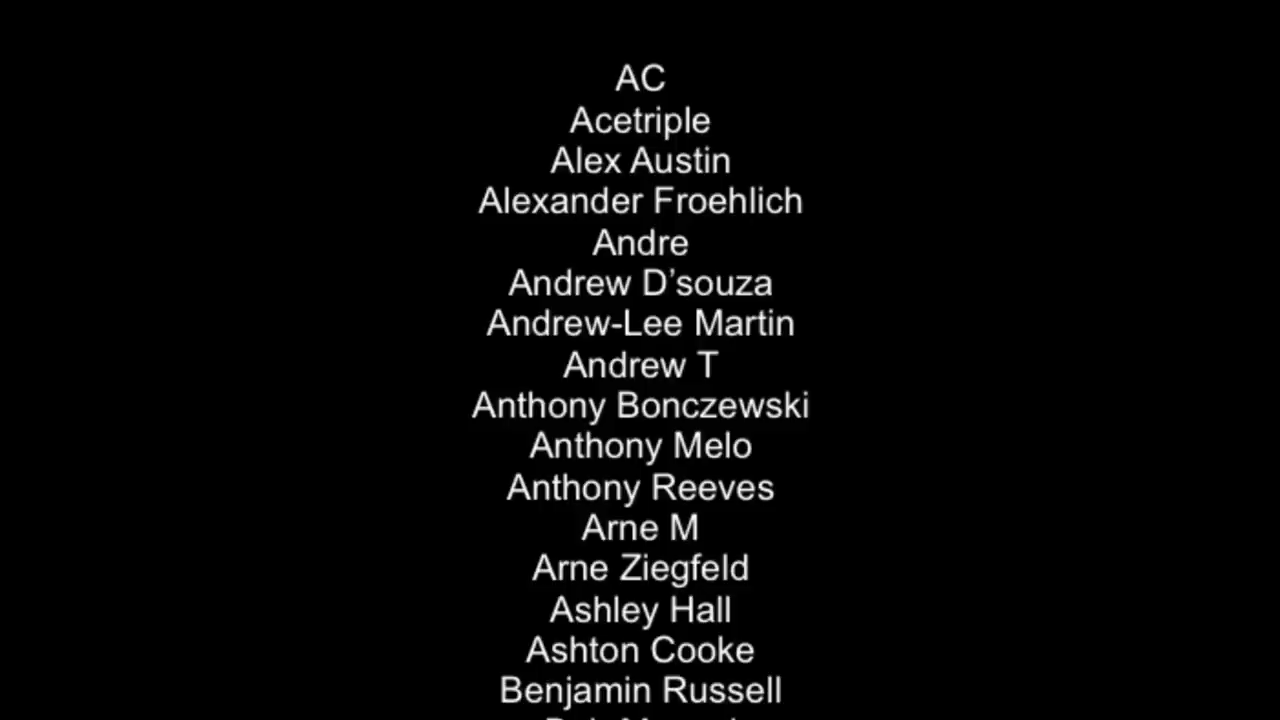 AC
Acetriple
Alex Austin
Alexander Froehlich
Andre
Andrew D’souza
Andrew-Lee Martin
Andrew T
Anthony Bonczewski
Anthony Melo
Anthony Reeves
Arne M
Arne Ziegfeld
Ashley Hall
Ashton Cooke
Benjamin Russell